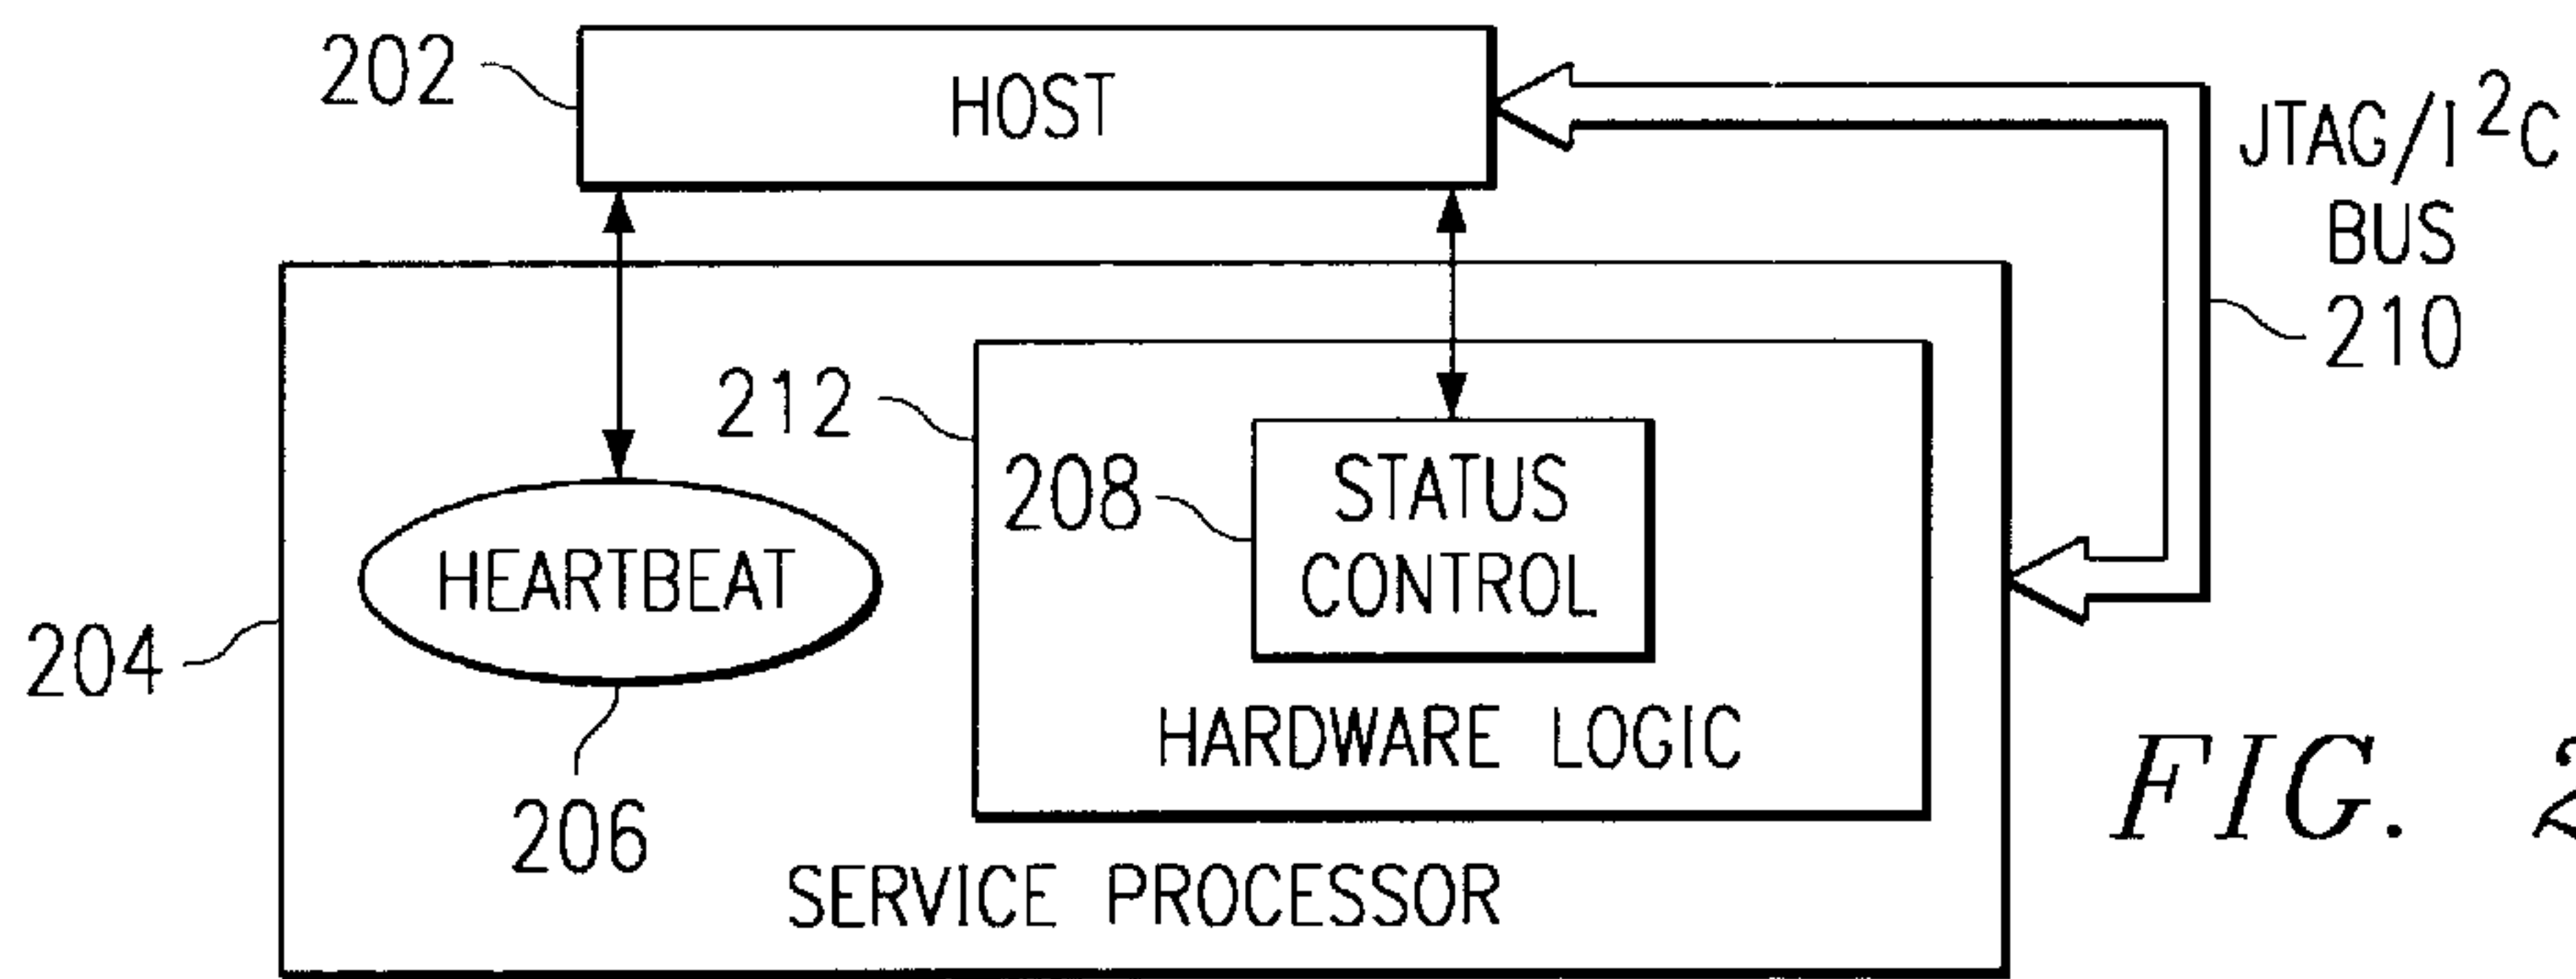 202
HOST
JTAG/I²C
BUS
210
212
208
STATUS
CONTROL
HEARTBEAT
204
HARDWARE LOGIC
206
SERVICE PROCESSOR
FIG. 2